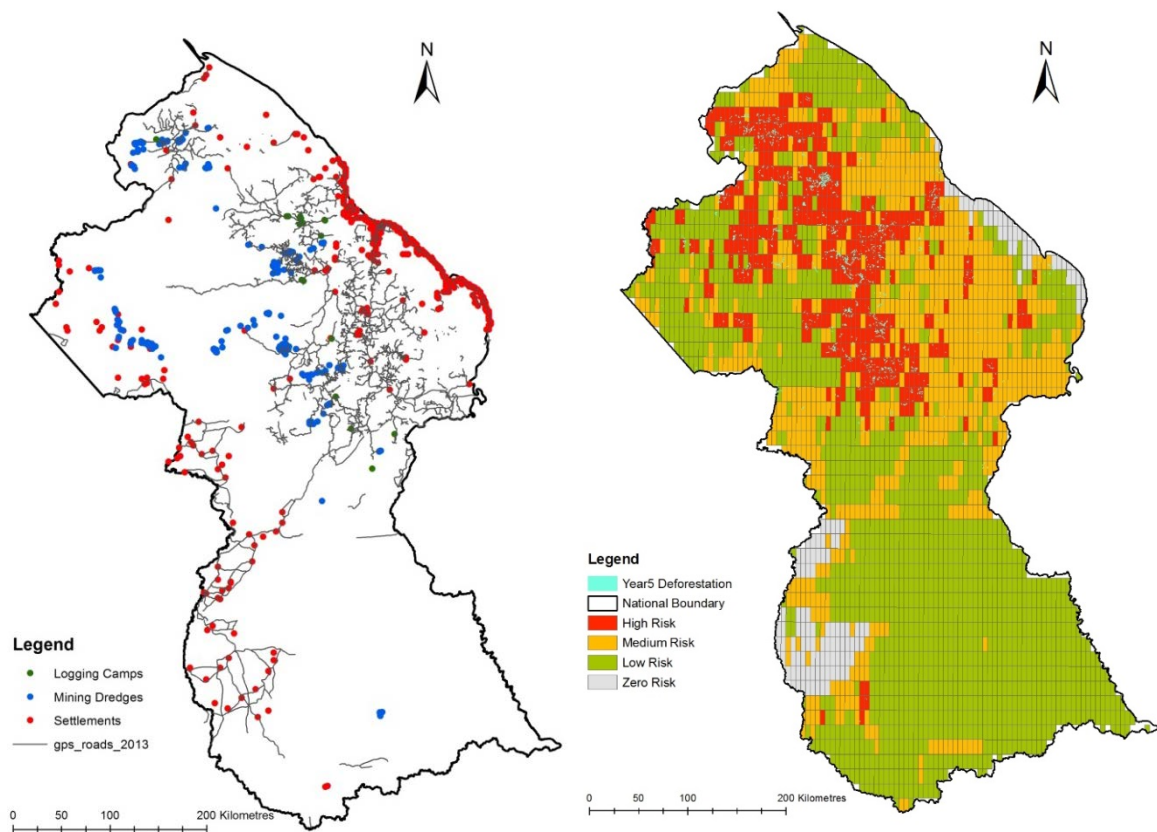 N
Legend
Logging Camps
Mining Dredges
Settlements
gps_roads_2013
0 50 100 200 Kilometres
N
Legend
Year5 Deforestation
National Boundary
High Risk
Medium Risk
Low Risk
Zero Risk
0 50 100 200 Kilometres